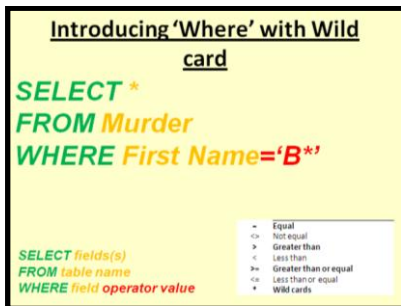 Introducing ‘Where’ with Wild
card
SELECT *
FROM Murder
WHERE First Name=‘B*’
SELECT fields(s)
FROM table name
WHERE field operator value
= Equal
<> Not equal
> Greater than
< Less than
>= Greater than or equal
<= Less than or equal
* Wild cards